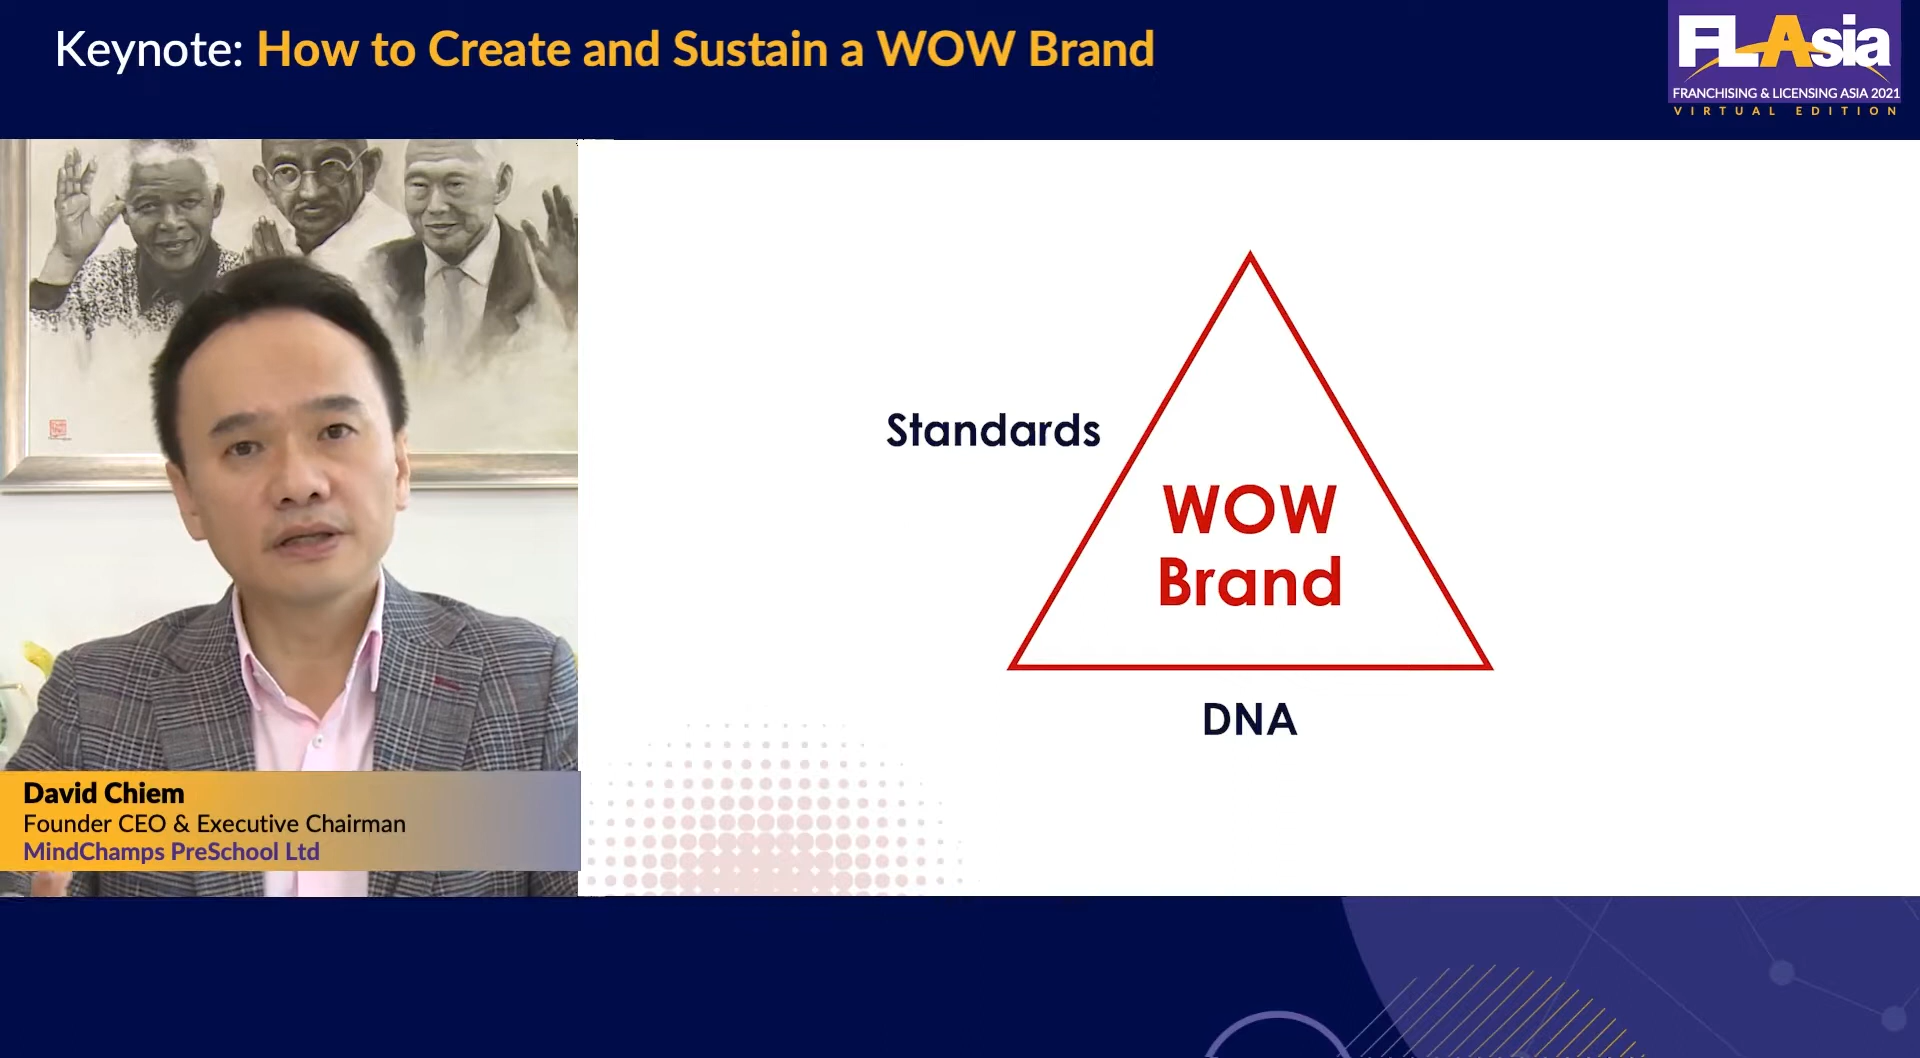 Keynote: How to Create and Sustain a WOW Brand
FLAsia
FRANCHISING & LICENSING ASIA 2021
VIRTUAL EDITION
Standards
WOW
Brand
DNA
David Chiem
Founder CEO & Executive Chairman
MindChamps PreSchool Ltd